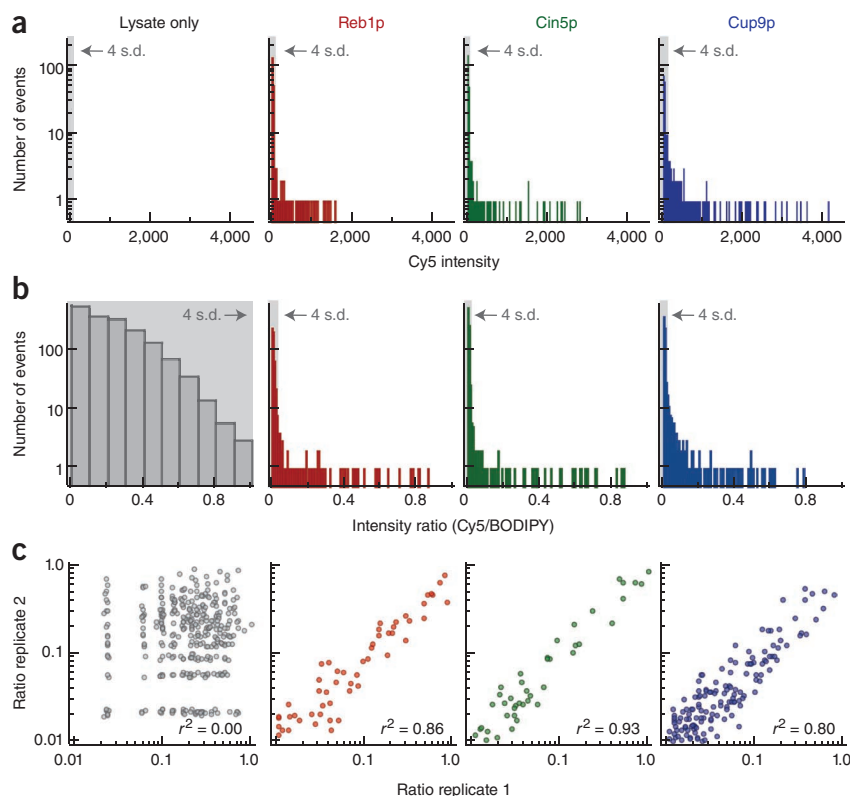 a
Lysate only
Reb1p
Cin5p
Cup9p
4 s.d.
4 s.d.
4 s.d.
4 s.d.
Number of events
100
10
1
0 2,000 4,000
0 2,000 4,000
0 2,000 4,000
0 2,000 4,000
Cy5 intensity
b
4 s.d.
4 s.d.
4 s.d.
4 s.d.
Number of events
100
10
1
0 0.4 0.8
0 0.4 0.8
0 0.4 0.8
0 0.4 0.8
Intensity ratio (Cy5/BODIPY)
c
Ratio replicate 2
1.0
0.1
0.01
r² = 0.00
r² = 0.86
r² = 0.93
r² = 0.80
0.01 0.1 1.0
0.1 1.0
0.1 1.0
0.1 1.0
Ratio replicate 1